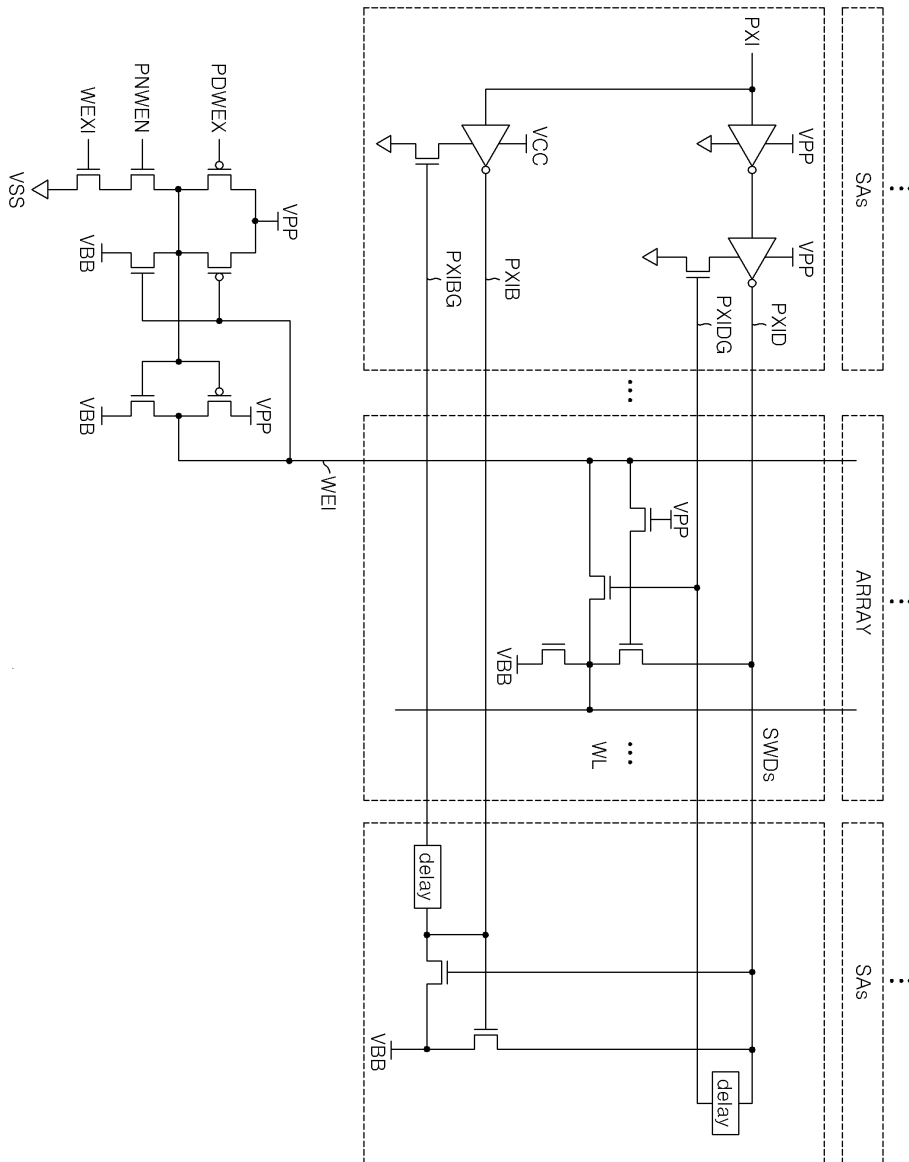 SAs
ARRAY
SAs
VPP
VPP
PXI
PXID
SWDs
delay
PXIDG
VPP
WL
VCC
VBB
PXIB
PXIBG
delay
VBB
WEI
VPP
VPP
PDWEX
PNWEN
WEXI
VBB
VBB
VSS